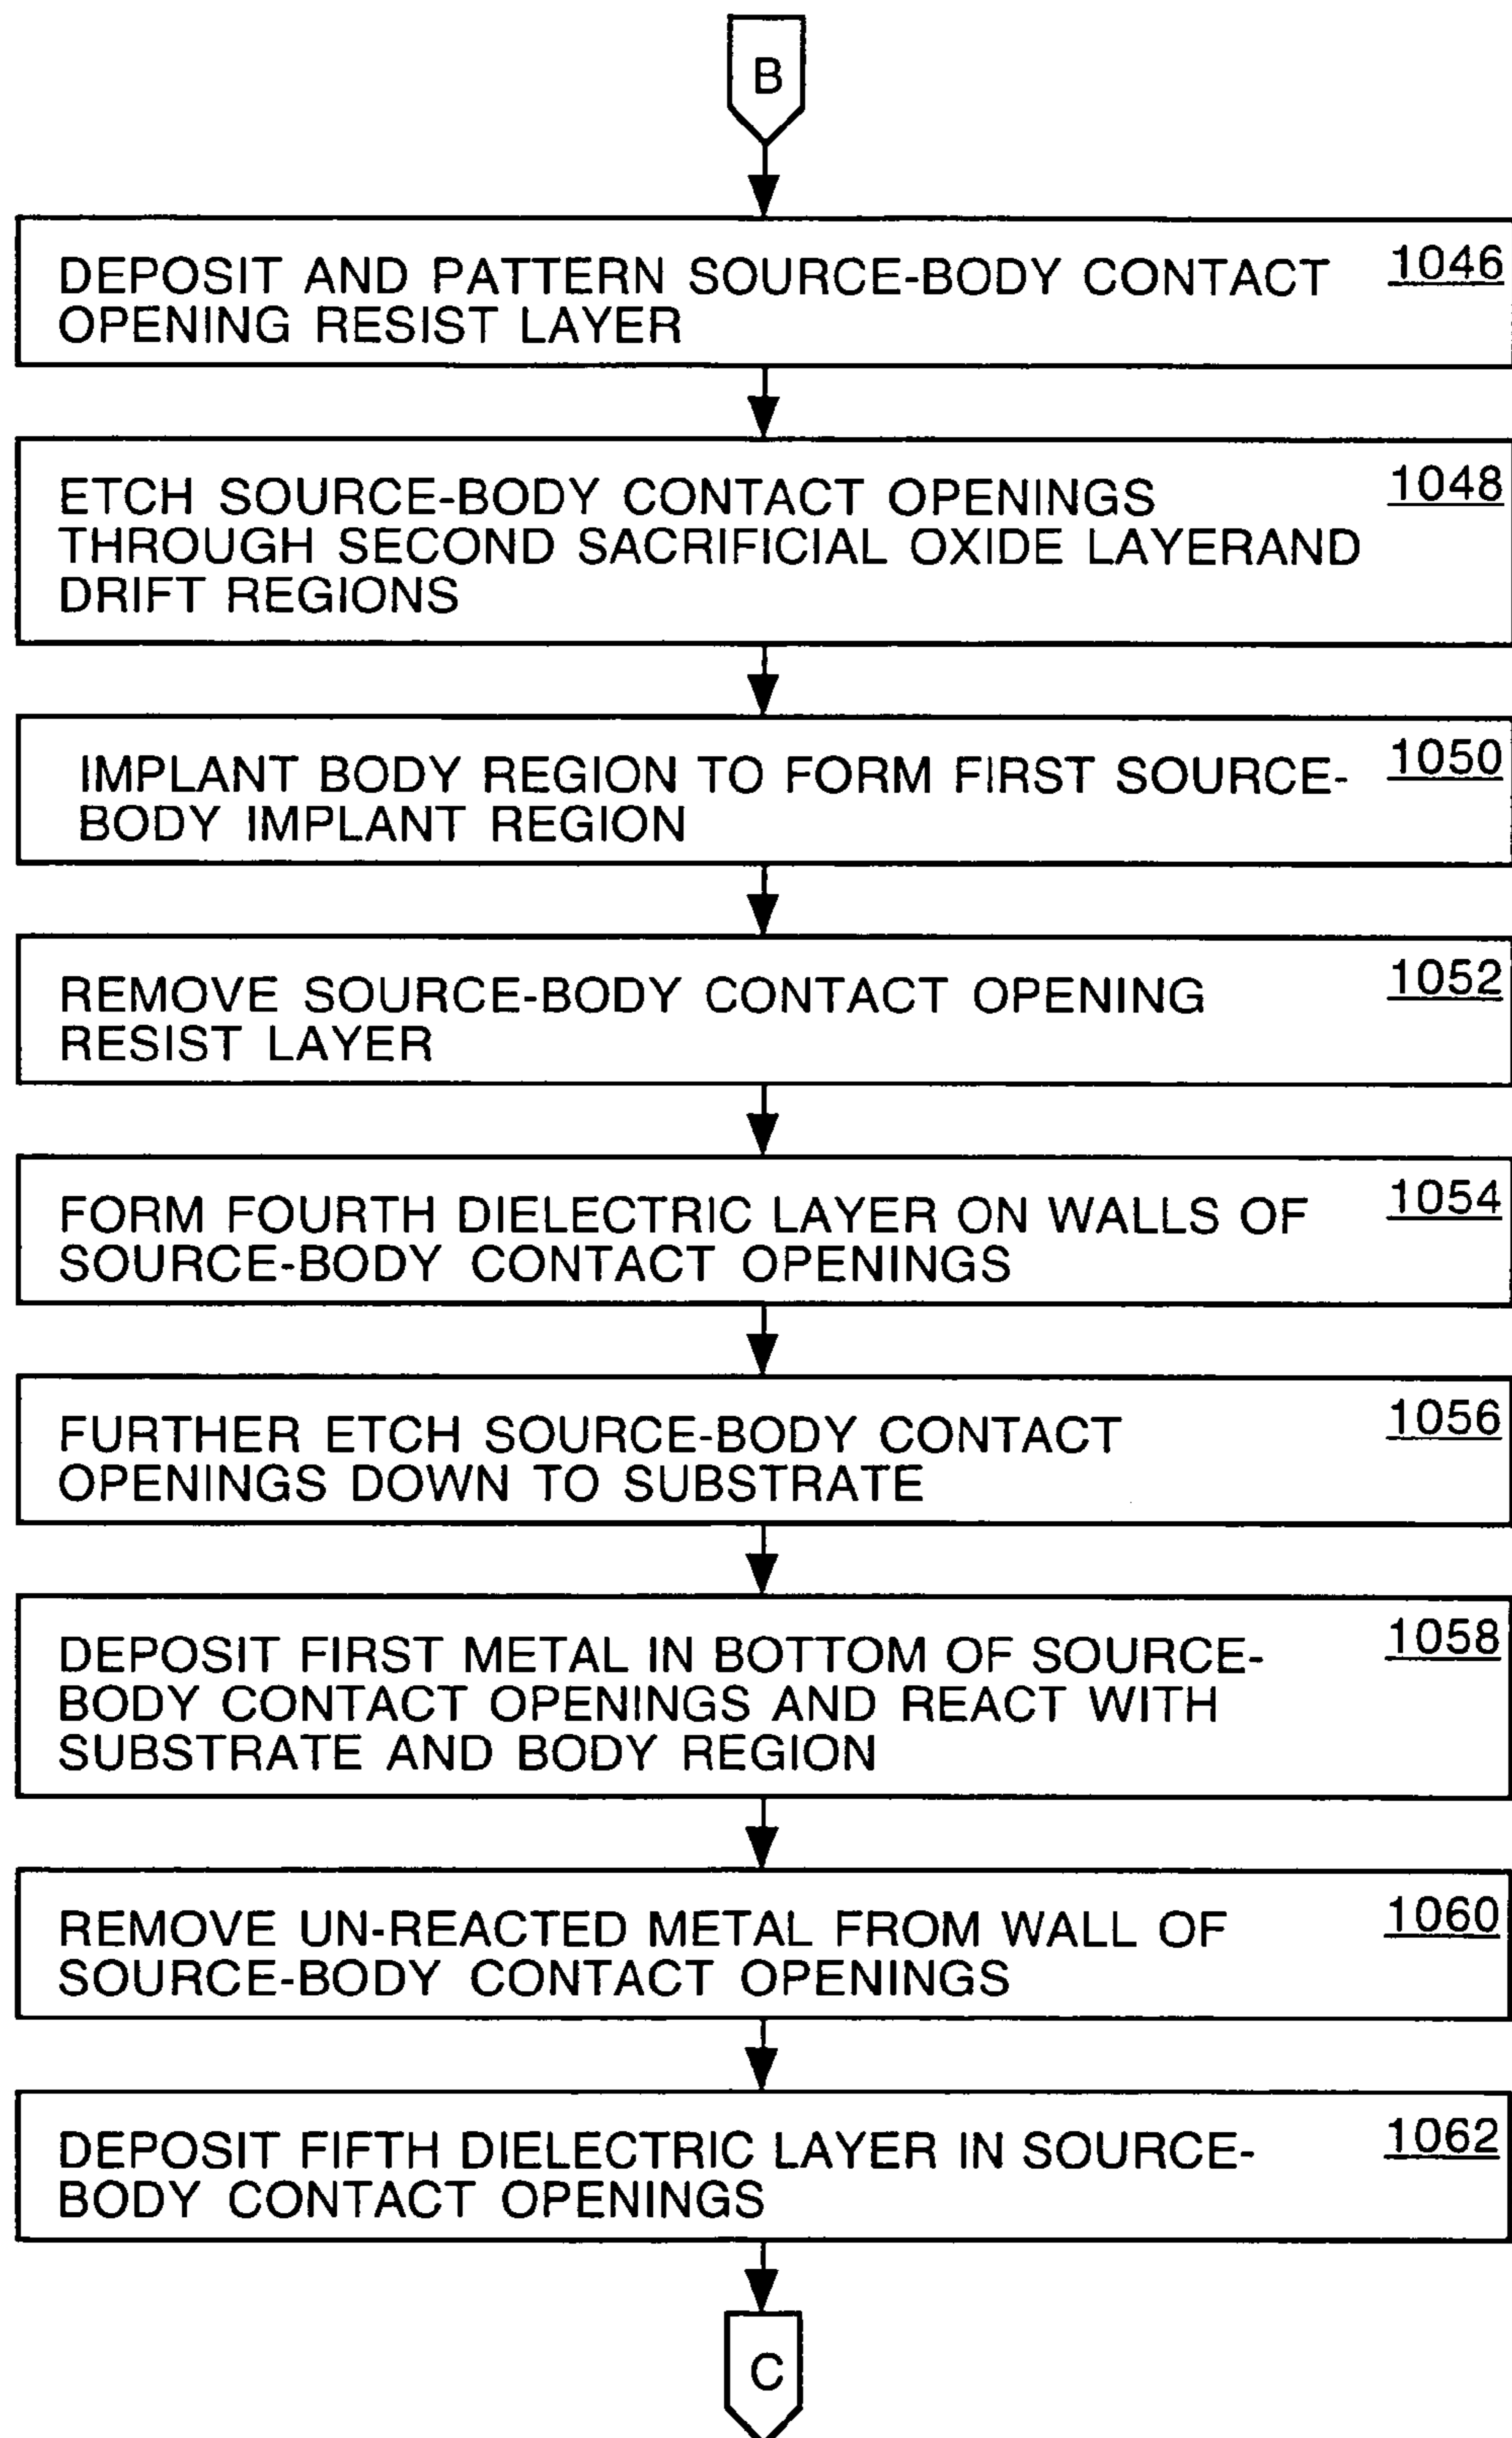 B
DEPOSIT AND PATTERN SOURCE-BODY CONTACT 1046
OPENING RESIST LAYER
ETCH SOURCE-BODY CONTACT OPENINGS 1048
THROUGH SECOND SACRIFICIAL OXIDE LAYERAND
DRIFT REGIONS
IMPLANT BODY REGION TO FORM FIRST SOURCE- 1050
BODY IMPLANT REGION
REMOVE SOURCE-BODY CONTACT OPENING 1052
RESIST LAYER
FORM FOURTH DIELECTRIC LAYER ON WALLS OF 1054
SOURCE-BODY CONTACT OPENINGS
FURTHER ETCH SOURCE-BODY CONTACT 1056
OPENINGS DOWN TO SUBSTRATE
DEPOSIT FIRST METAL IN BOTTOM OF SOURCE- 1058
BODY CONTACT OPENINGS AND REACT WITH
SUBSTRATE AND BODY REGION
REMOVE UN-REACTED METAL FROM WALL OF 1060
SOURCE-BODY CONTACT OPENINGS
DEPOSIT FIFTH DIELECTRIC LAYER IN SOURCE- 1062
BODY CONTACT OPENINGS
C